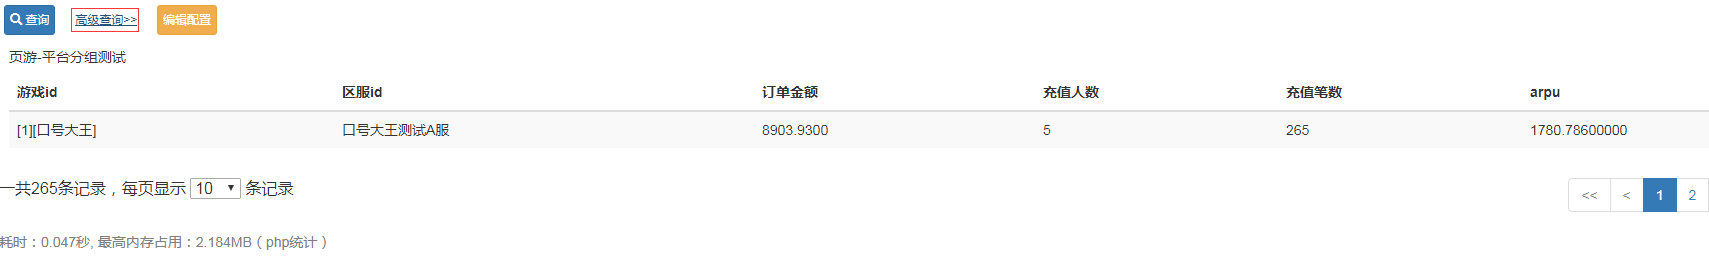 查询 高级查询>> 编辑配置
页游-平台分组测试
游戏id 区服id 订单金额 充值人数 充值笔数 arpu
[1][口号大王] 口号大王测试A服 8903.9300 5 265 1780.78600000
一共265条记录，每页显示 10 条记录 << < 1 2
耗时：0.047秒, 最高内存占用：2.184MB（php统计）